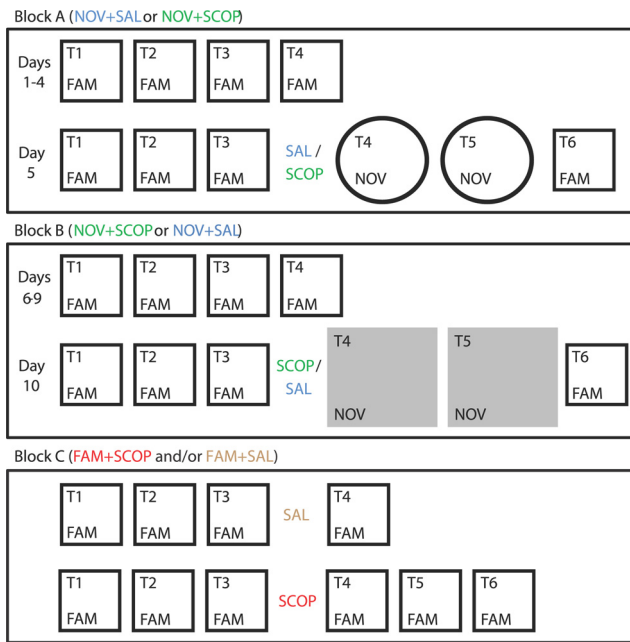 Block A (NOV+SAL or NOV+SCOP)
Days 1-4
T1 T2 T3 T4
FAM FAM FAM FAM
Day 5
T1 T2 T3 SAL / SCOP T4 T5 T6
FAM FAM FAM NOV NOV FAM
Block B (NOV+SCOP or NOV+SAL)
Days 6-9
T1 T2 T3 T4
FAM FAM FAM FAM
Day 10
T1 T2 T3 SCOP/ SAL T4 T5 T6
FAM FAM FAM NOV NOV FAM
Block C (FAM+SCOP and/or FAM+SAL)
T1 T2 T3 SAL T4
FAM FAM FAM FAM
T1 T2 T3 SCOP T4 T5 T6
FAM FAM FAM FAM FAM FAM